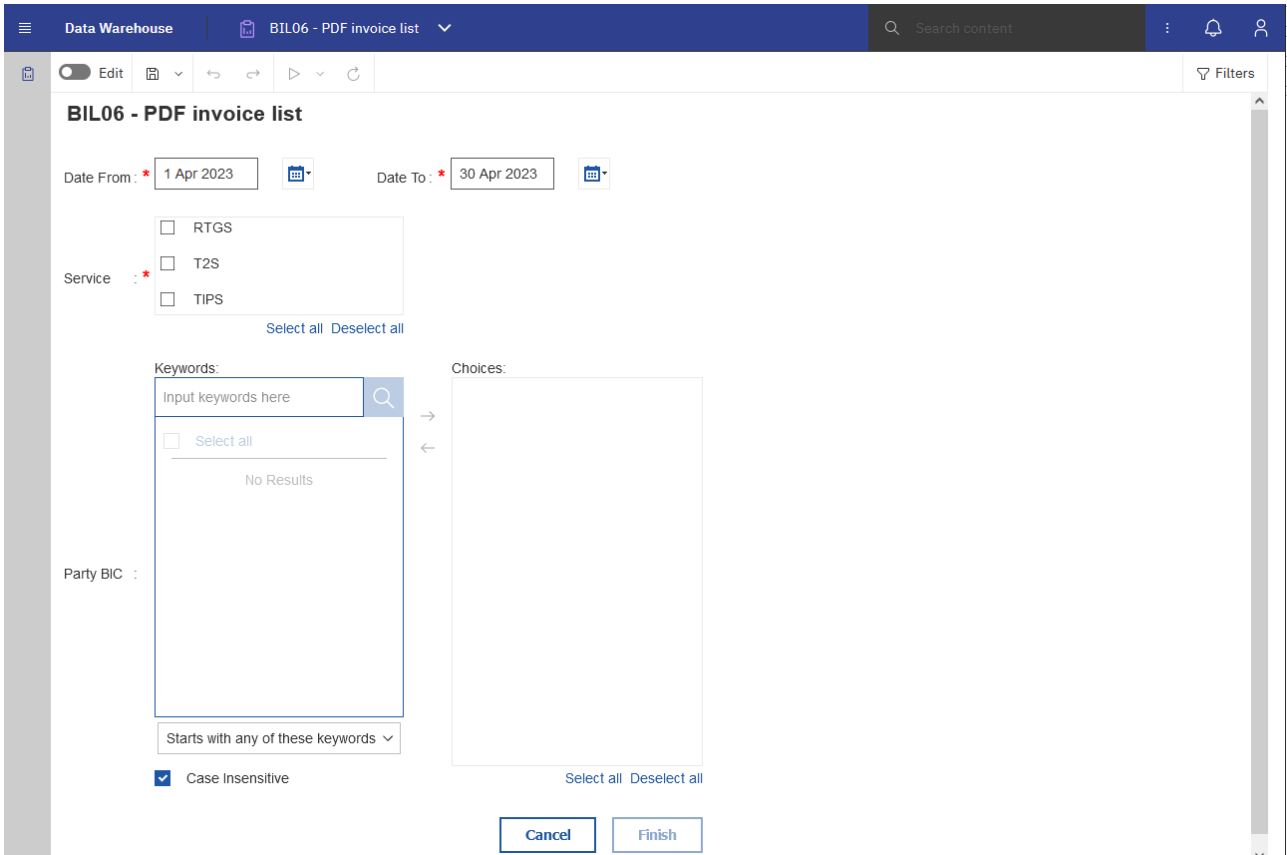 Data Warehouse BIL06 - PDF invoice list Search content
Edit Filters
BIL06 - PDF invoice list
Date From : * 1 Apr 2023 Date To : * 30 Apr 2023
RTGS
T2S
Service : *
TIPS
Select all Deselect all
Keywords: Choices:
Input keywords here
Select all
No Results
Party BIC :
Starts with any of these keywords
Case Insensitive Select all Deselect all
Cancel Finish